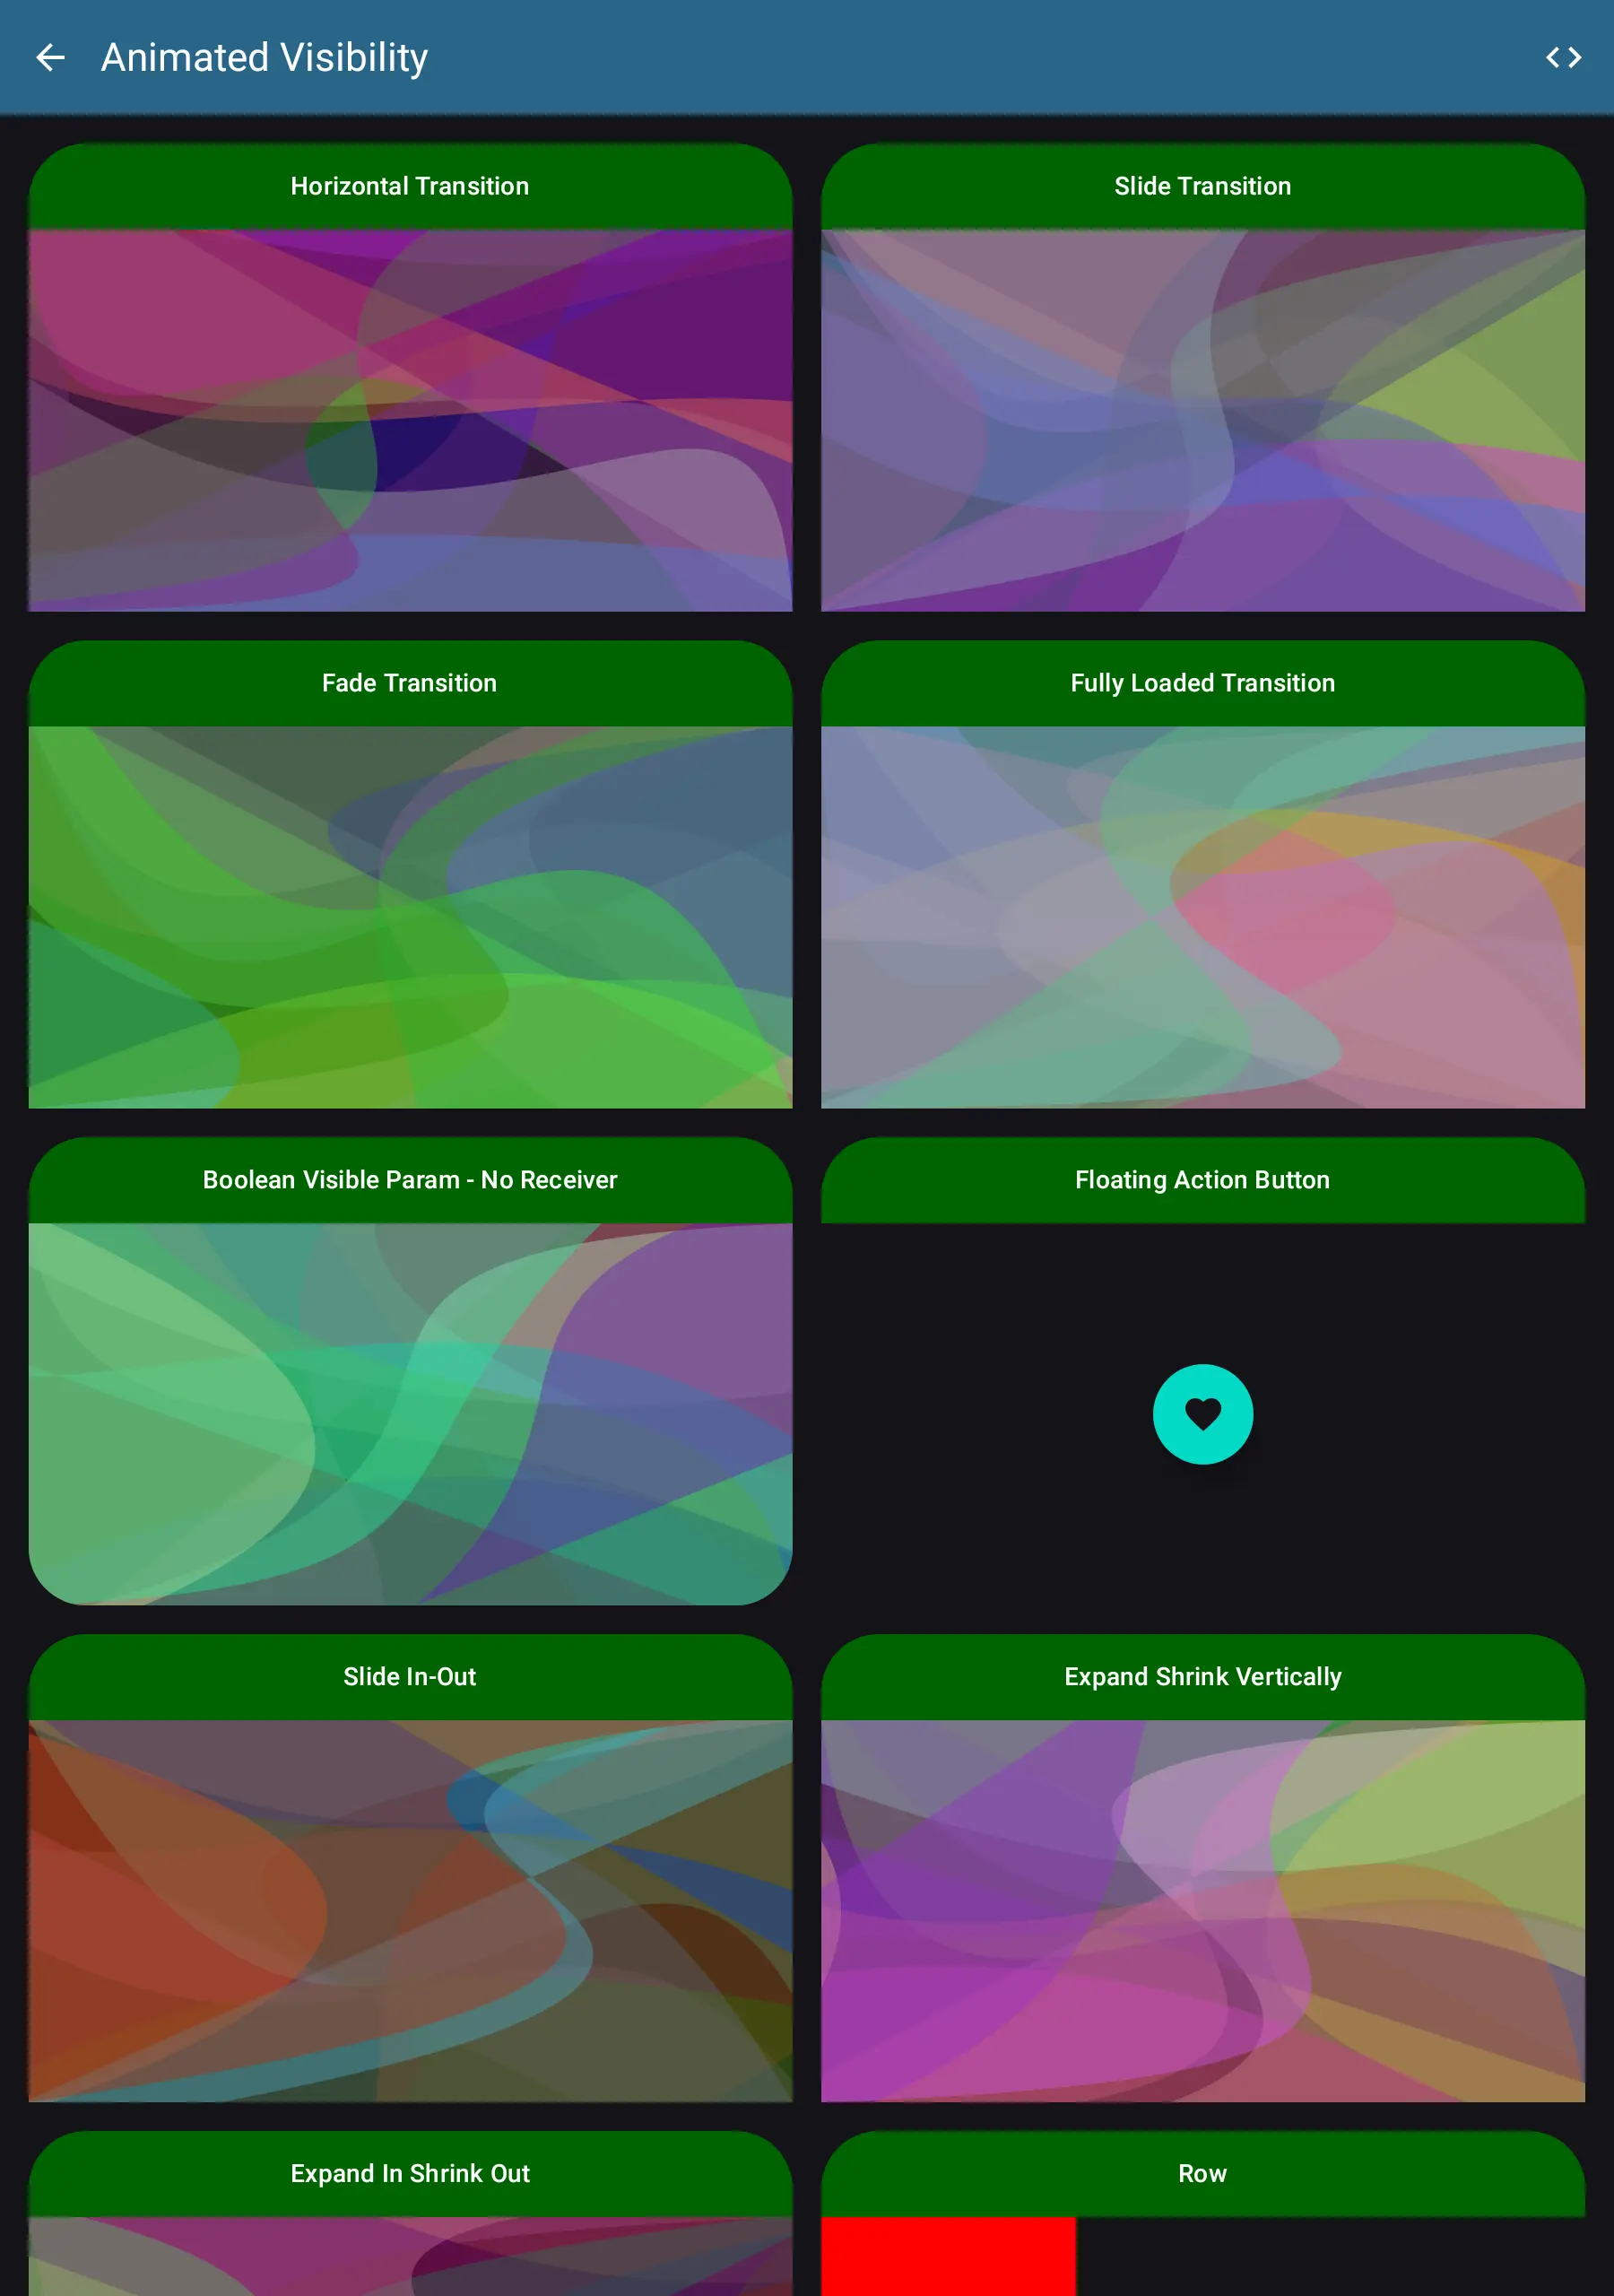 Animated Visibility
Horizontal Transition
Slide Transition
Fade Transition
Fully Loaded Transition
Boolean Visible Param - No Receiver
Floating Action Button
Slide In-Out
Expand Shrink Vertically
Expand In Shrink Out
Row